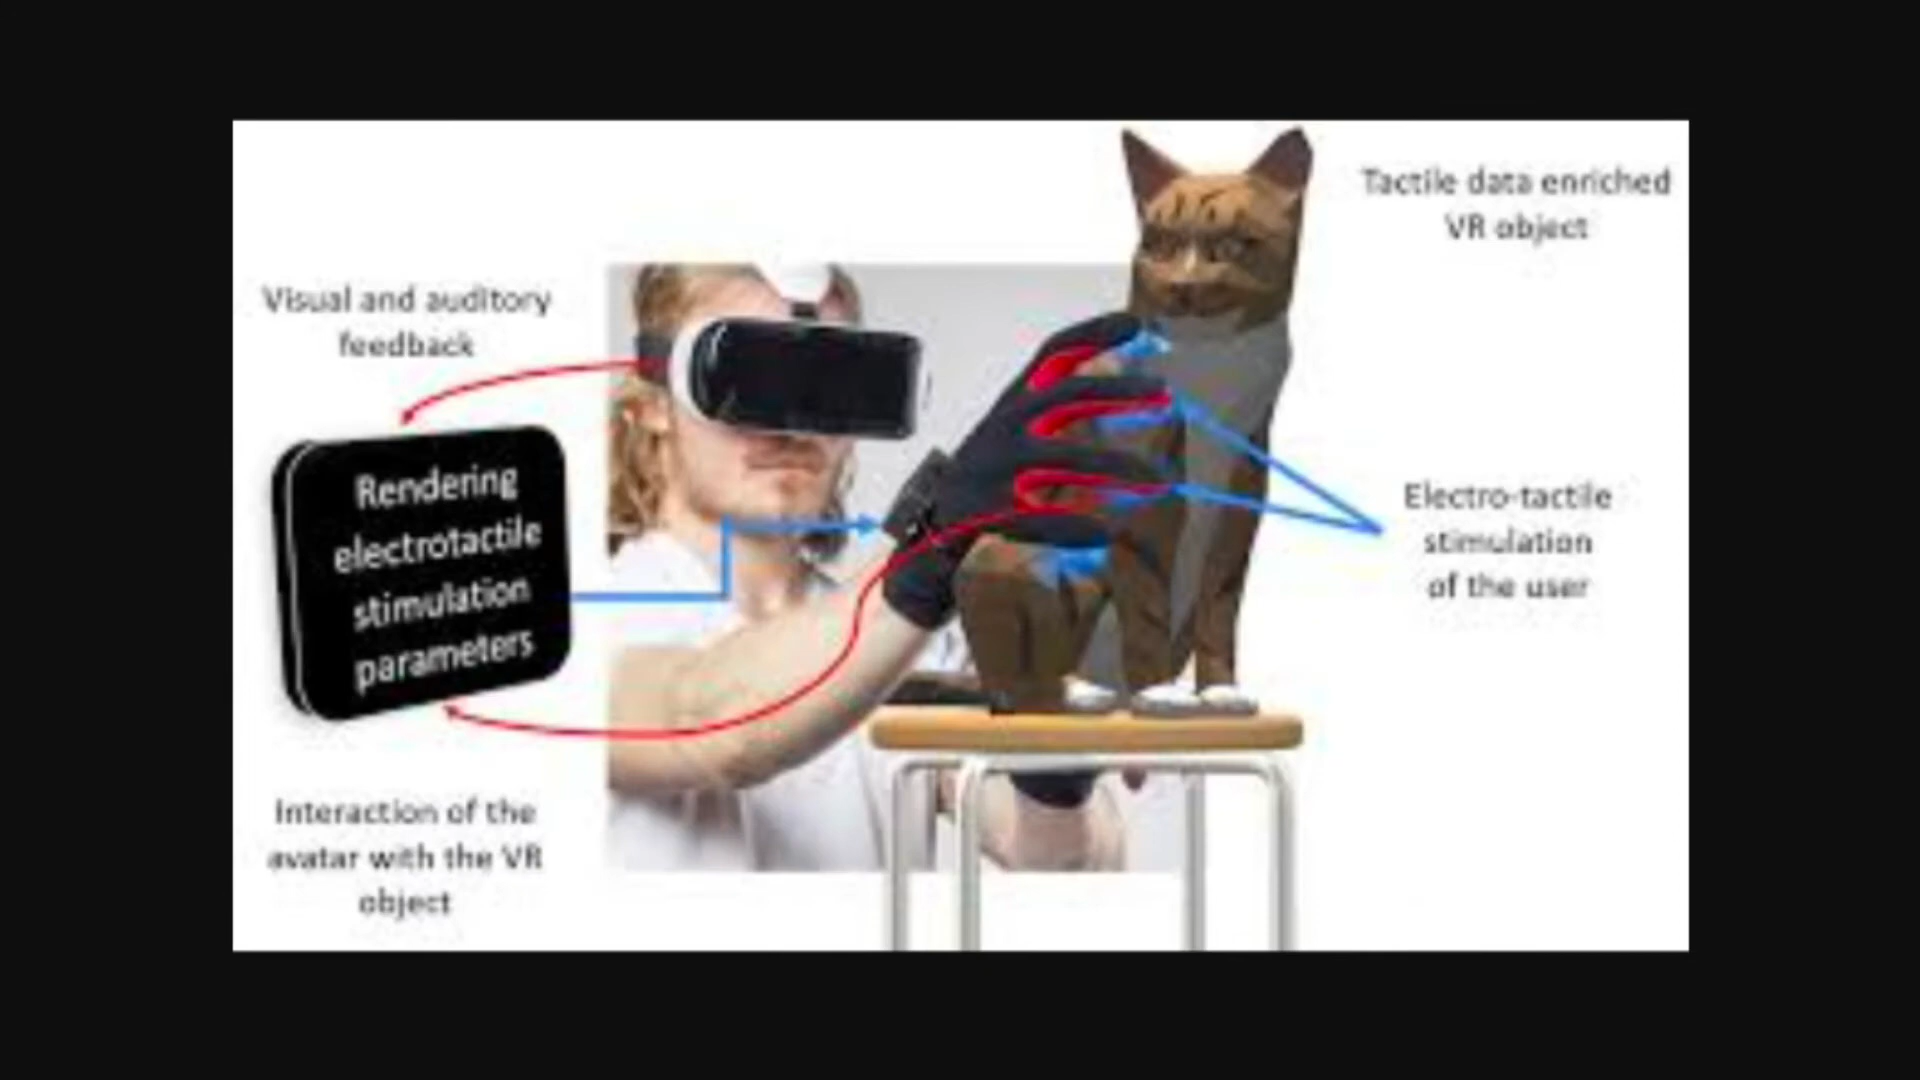 Tactile data enriched
VR object
Visual and auditory
feedback
Rendering
electrotactile
stimulation
parameters
Electro-tactile
stimulation
of the user
Interaction of the
avatar with the VR
object